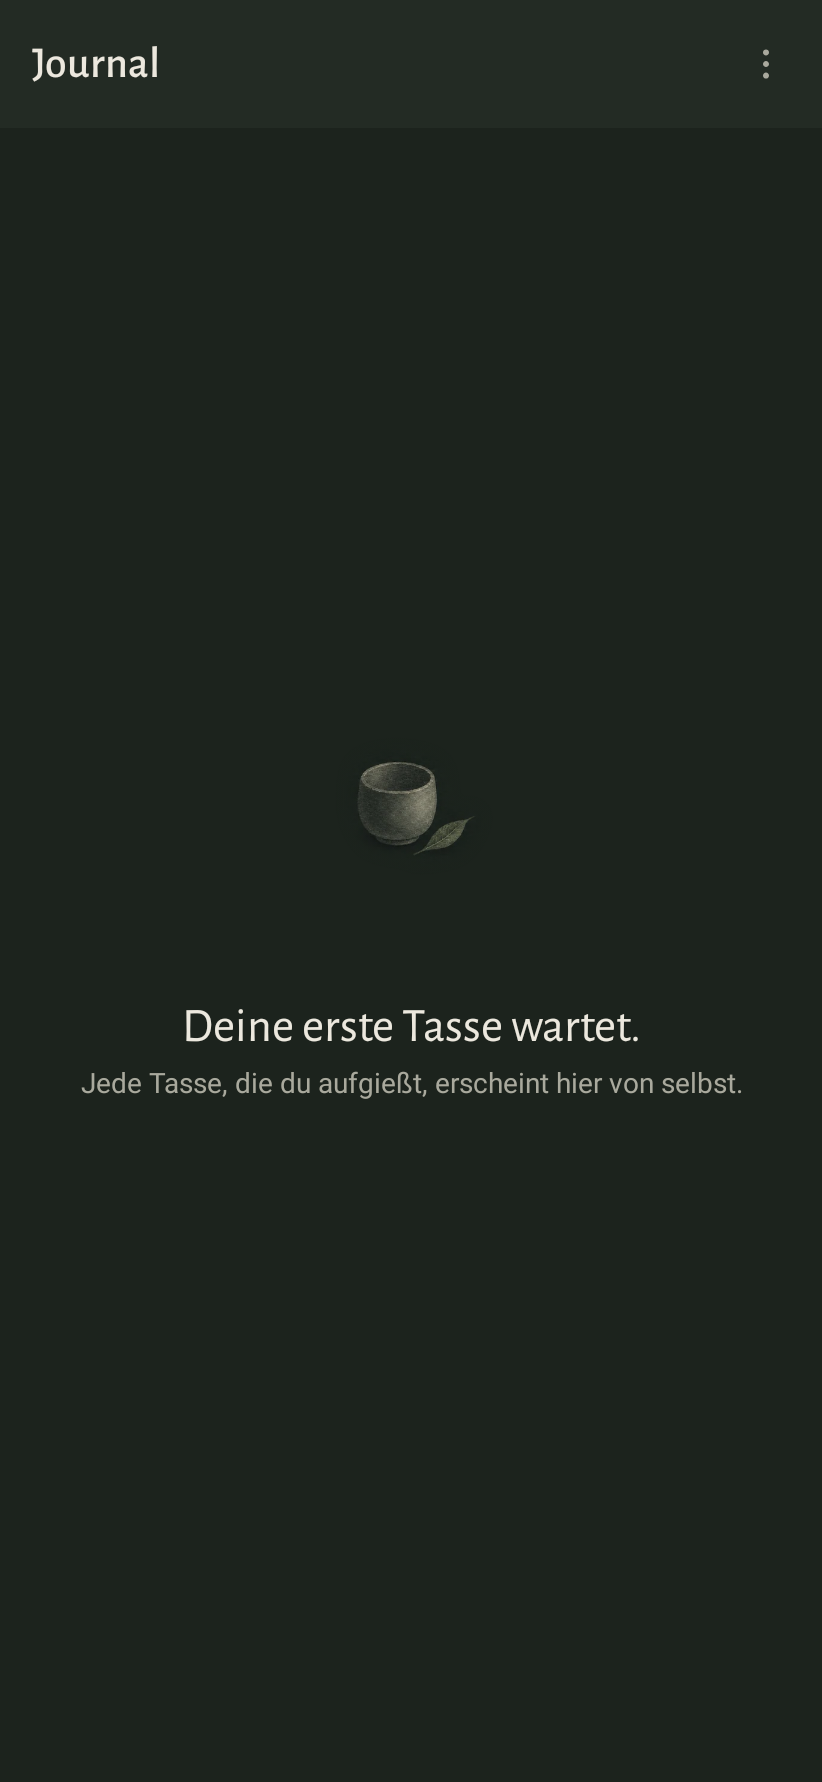 Journal
Deine erste Tasse wartet.
Jede Tasse, die du aufgießt, erscheint hier von selbst.